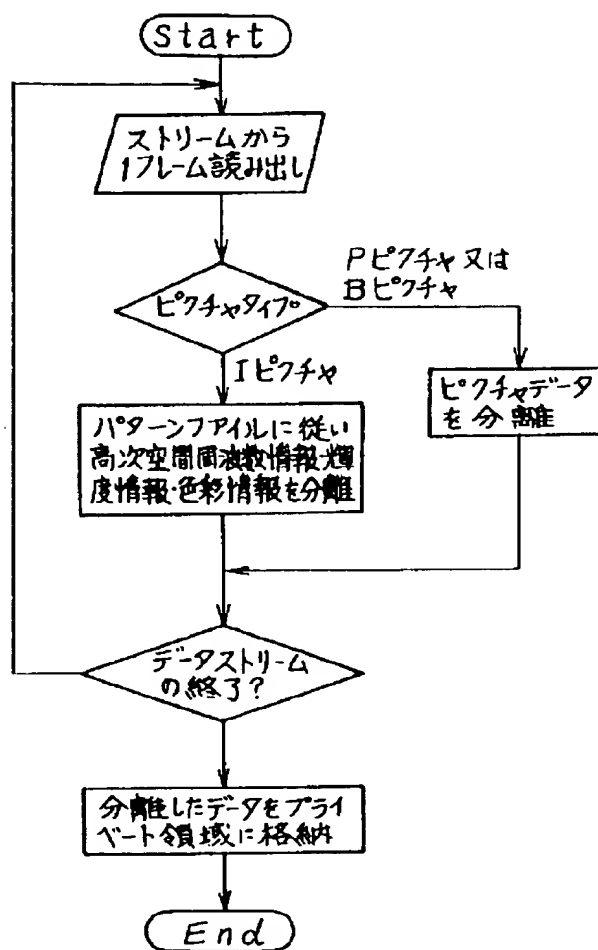 Start
ストリームから
1フレーム読み出し
ピクチャタイプ
Pピクチャ又は
Bピクチャ
Iピクチャ
ピクチャデータ
を分離
パターンファイルに従い
高次空間周波数情報・輝
度情報・色彩情報を分離
データストリーム
の終了?
分離したデータをプライ
ベート領域に格納
End